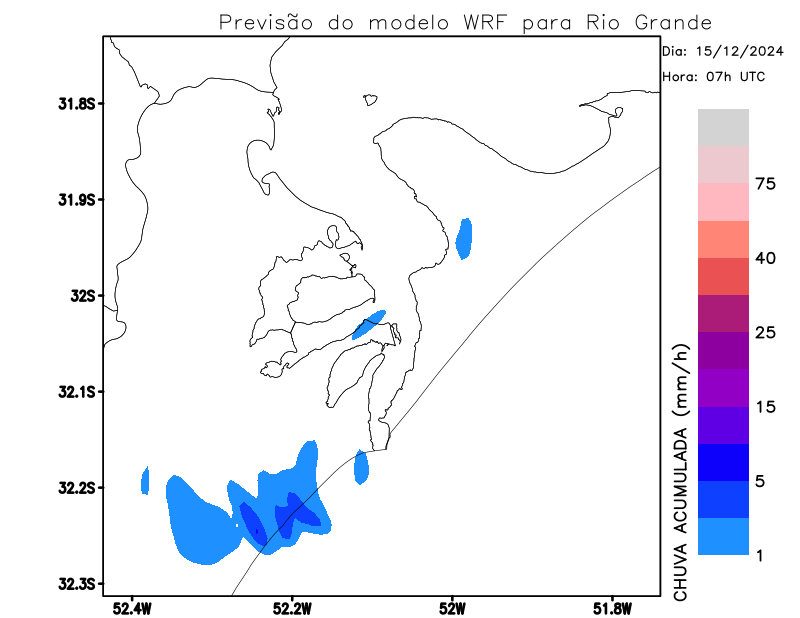 Previsão do modelo WRF para Rio Grande
Dia: 15/12/2024
Hora: 07h UTC
31.8S
31.9S
32S
32.1S
32.2S
32.3S
52.4W
52.2W
52W
51.8W
75
40
25
15
5
1
CHUVA ACUMULADA (mm/h)